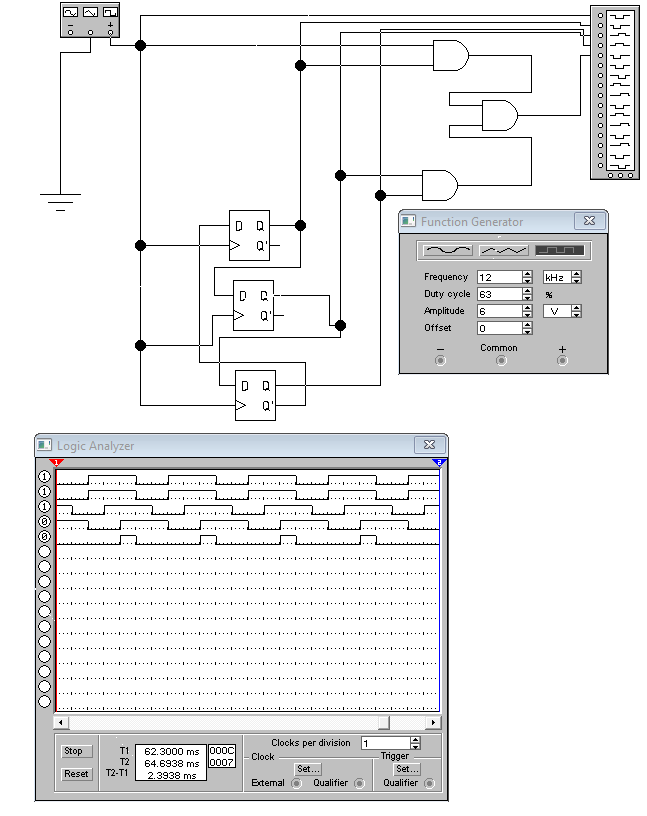 − +
D Q
Q'
D Q
Q'
D Q
Q'
Function Generator
Frequency 12 kHz
Duty cycle 63 %
Amplitude 6 V
Offset 0
− Common +
Logic Analyzer
1 2
1
1
1
0
0
Clocks per division 1
Stop T1 62.3000 ms 000C
T2 64.6938 ms 0007
Reset T2-T1 2.3938 ms
Clock Trigger
Set... Set...
External Qualifier Qualifier